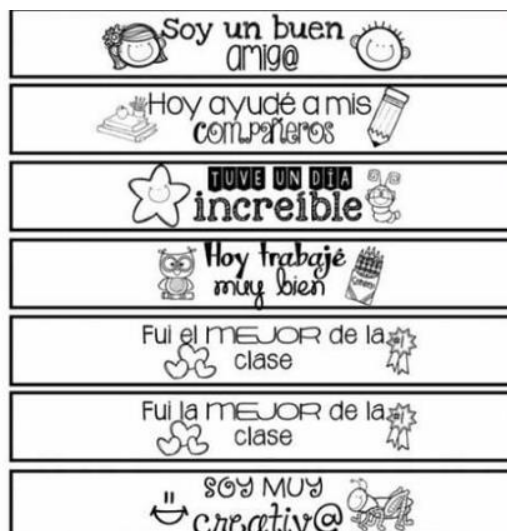 Soy un buen
amig@
Hoy ayudé a mis
compañeros
TUVE UN DÍA
increíble
Hoy trabajé
muy bien
Fui el MEJOR de la
clase
Fui la MEJOR de la
clase
SOY MUY
creativ@